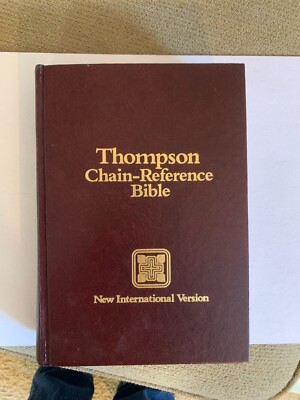 Thompson
Chain-Reference
Bible
New International Version